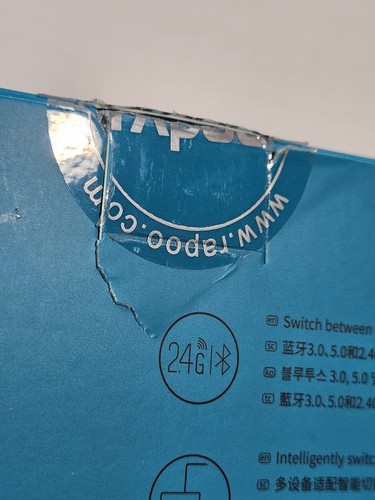 www.rapoo.com
2.4G
en Switch between
sc 蓝牙3.0、5.0和2.4
ko 블루투스 3.0, 5.0
藍牙3.0、5.0和2.4
en Intelligently switc
sc 多设备适配智能切